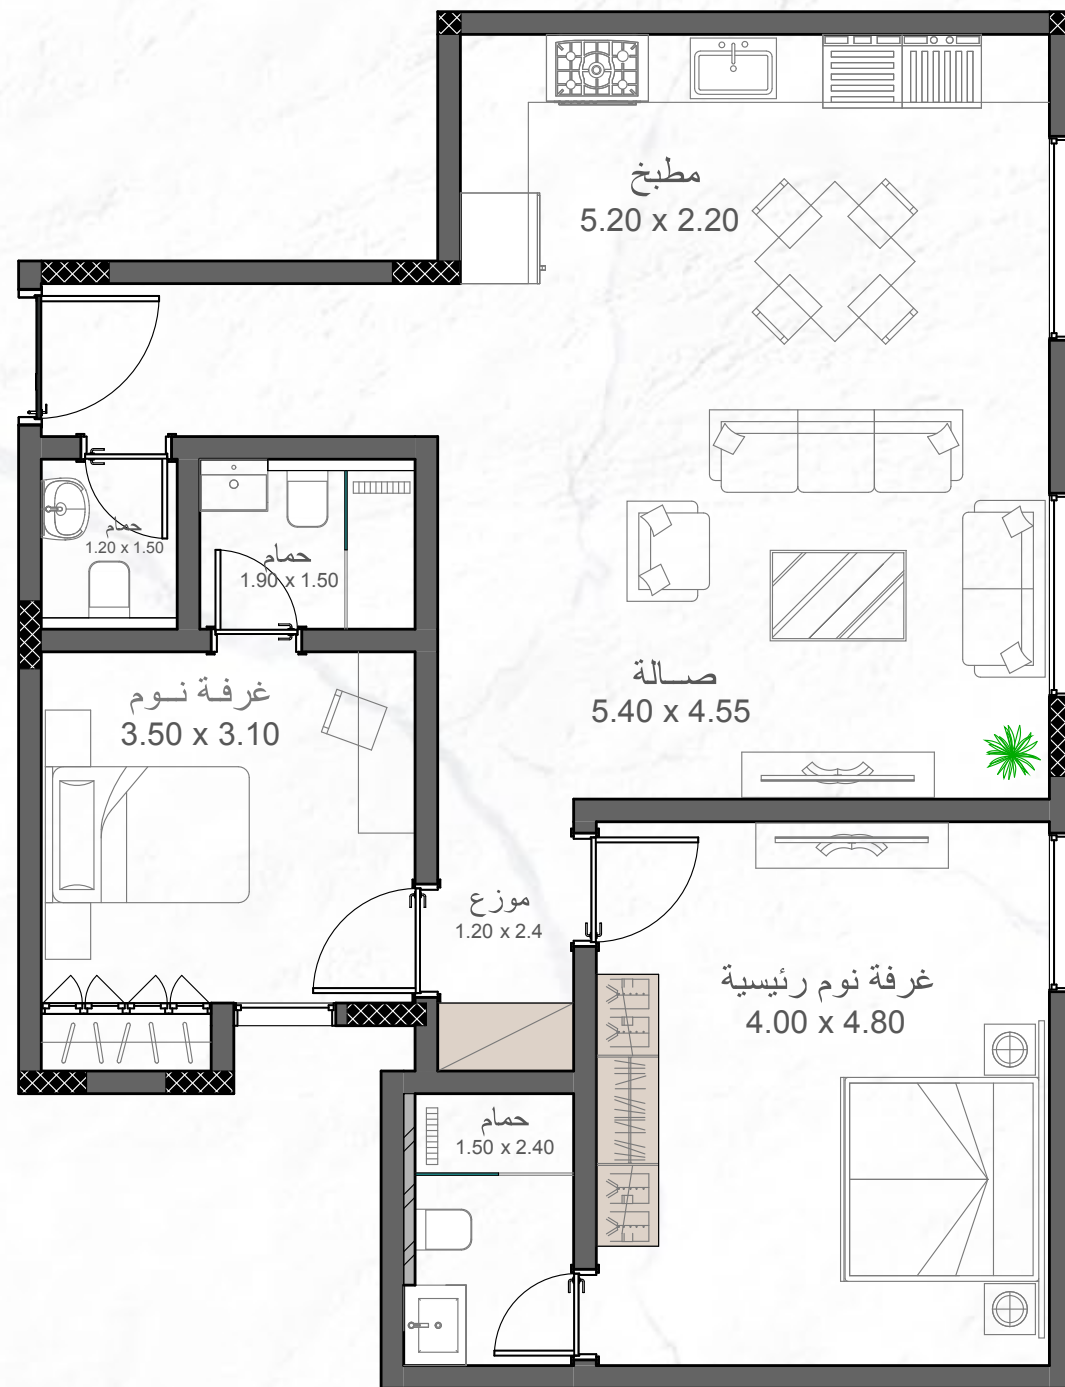 مطبخ
5.20 x 2.20
حمام
1.20 x 1.50
حمام
1.90 x 1.50
صــالة
5.40 x 4.55
غرفة نــوم
3.50 x 3.10
موزع
1.20 x 2.4
غرفة نوم رئيسية
4.00 x 4.80
حمام
1.50 x 2.40